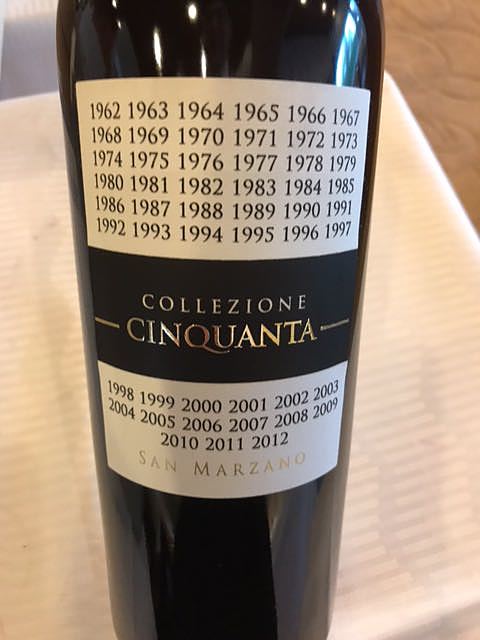 1962 1963 1964 1965 1966 1967
1968 1969 1970 1971 1972 1973
1974 1975 1976 1977 1978 1979
1980 1981 1982 1983 1984 1985
1986 1987 1988 1989 1990 1991
1992 1993 1994 1995 1996 1997
COLLEZIONE
CINQUANTA
1998 1999 2000 2001 2002 2003
2004 2005 2006 2007 2008 2009
2010 2011 2012
SAN MARZANO